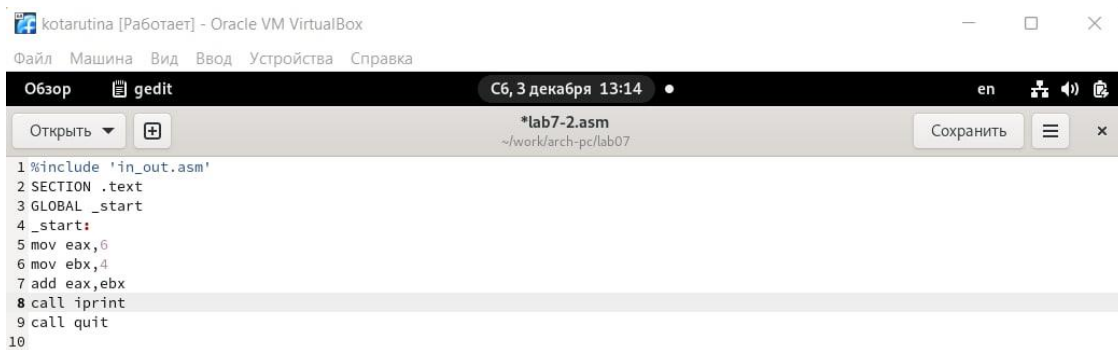 kotarutina [Работает] - Oracle VM VirtualBox
Файл Машина Вид Ввод Устройства Справка
Обзор gedit Сб, 3 декабря 13:14 en
Открыть *lab7-2.asm Сохранить
~/work/arch-pc/lab07
1 %include 'in_out.asm'
2 SECTION .text
3 GLOBAL _start
4 _start:
5 mov eax,6
6 mov ebx,4
7 add eax,ebx
8 call iprint
9 call quit
10